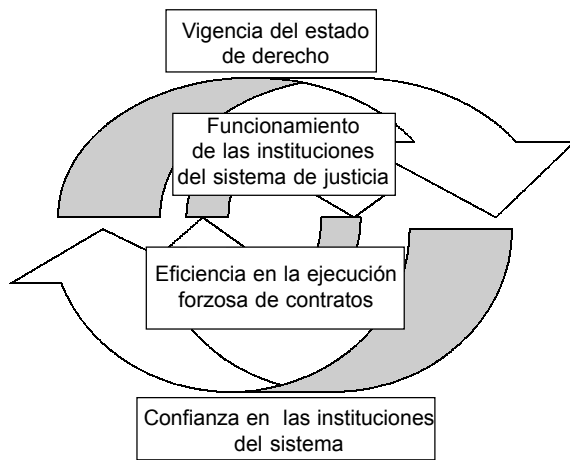 Vigencia del estado
de derecho
Funcionamiento
de las instituciones
del sistema de justicia
Eficiencia en la ejecución
forzosa de contratos
Confianza en las instituciones
del sistema